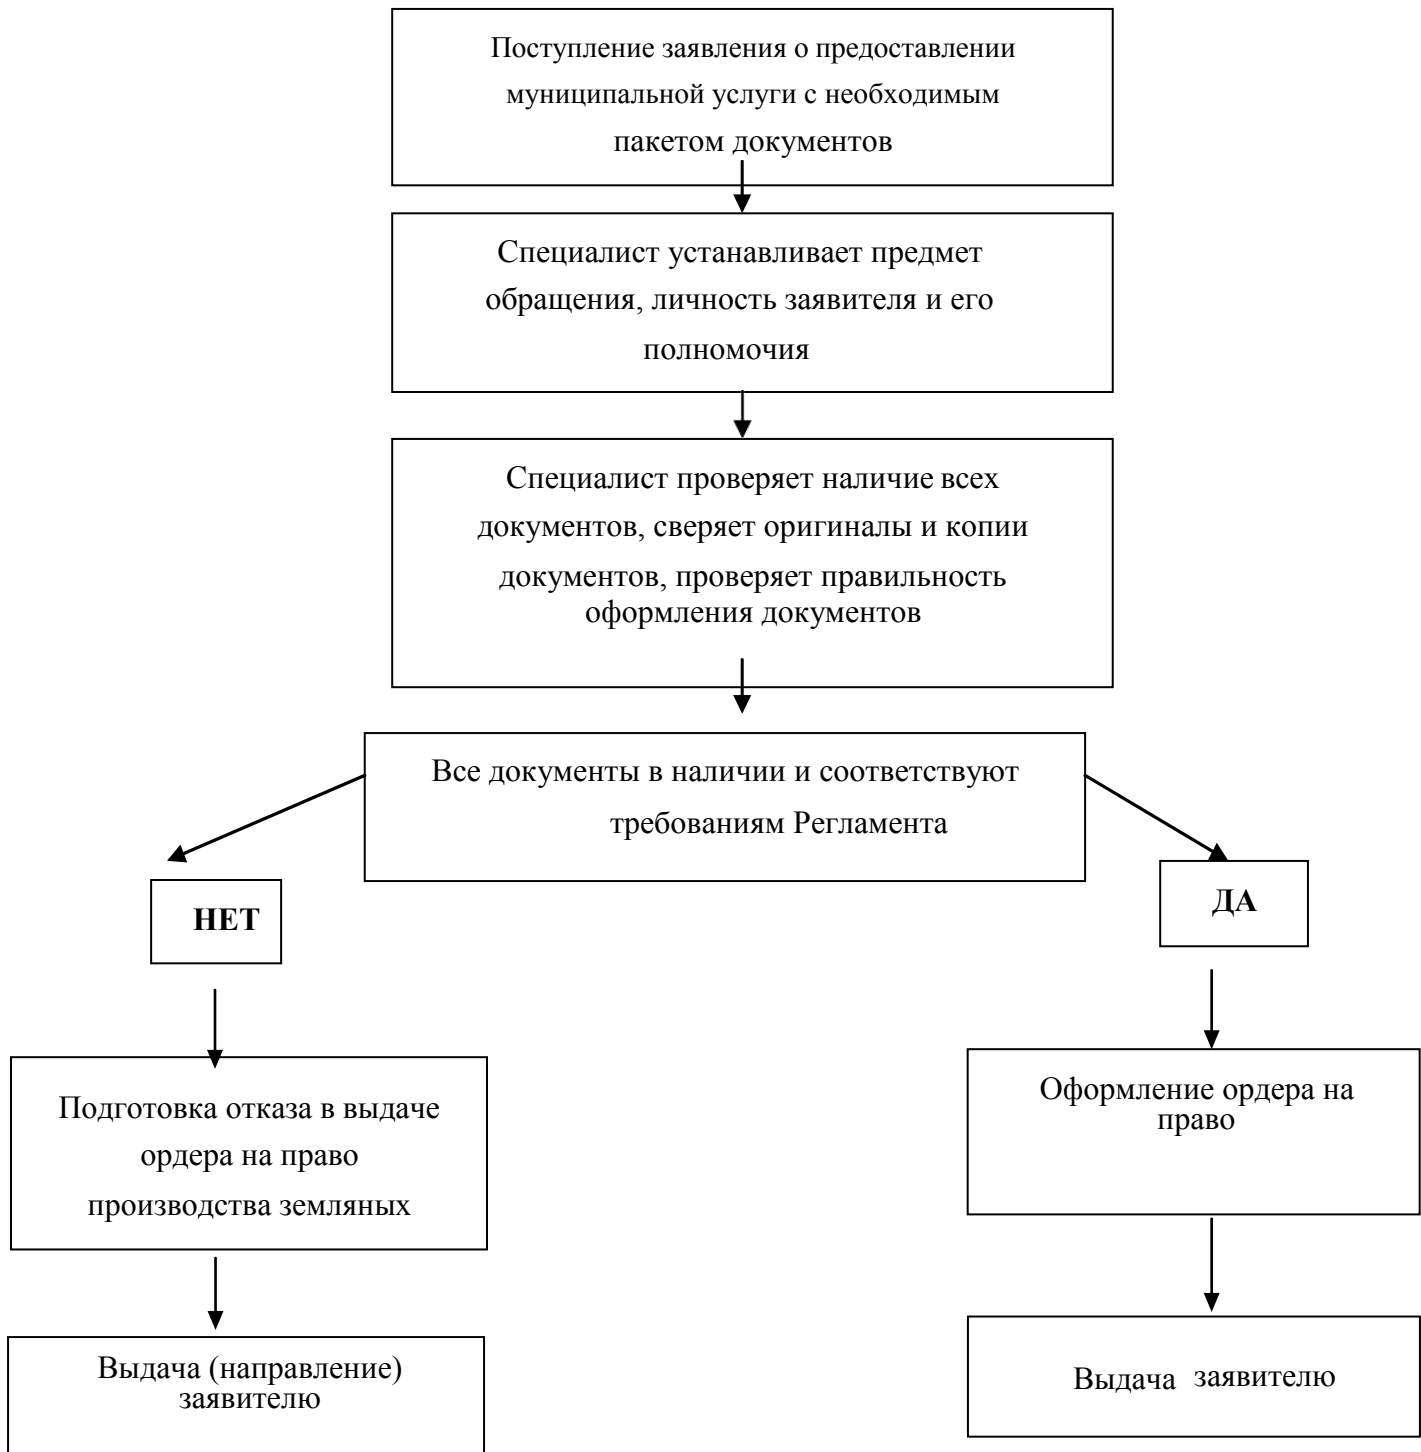 Поступление заявления о предоставлении
муниципальной услуги с необходимым
пакетом документов
Специалист устанавливает предмет
обращения, личность заявителя и его
полномочия
Специалист проверяет наличие всех
документов, сверяет оригиналы и копии
документов, проверяет правильность
оформления документов
Все документы в наличии и соответствуют
требованиям Регламента
НЕТ
ДА
Подготовка отказа в выдаче
ордера на право
производства земляных
Оформление ордера на
право
Выдача (направление)
заявителю
Выдача заявителю